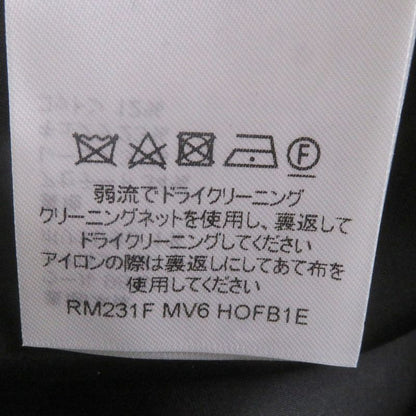 F
弱流でドライクリーニング
クリーニングネットを使用し、裏返して
ドライクリーニングしてください
アイロンの際は裏返しにしてあて布を
使用してください
RM231F MV6 HOFB1E